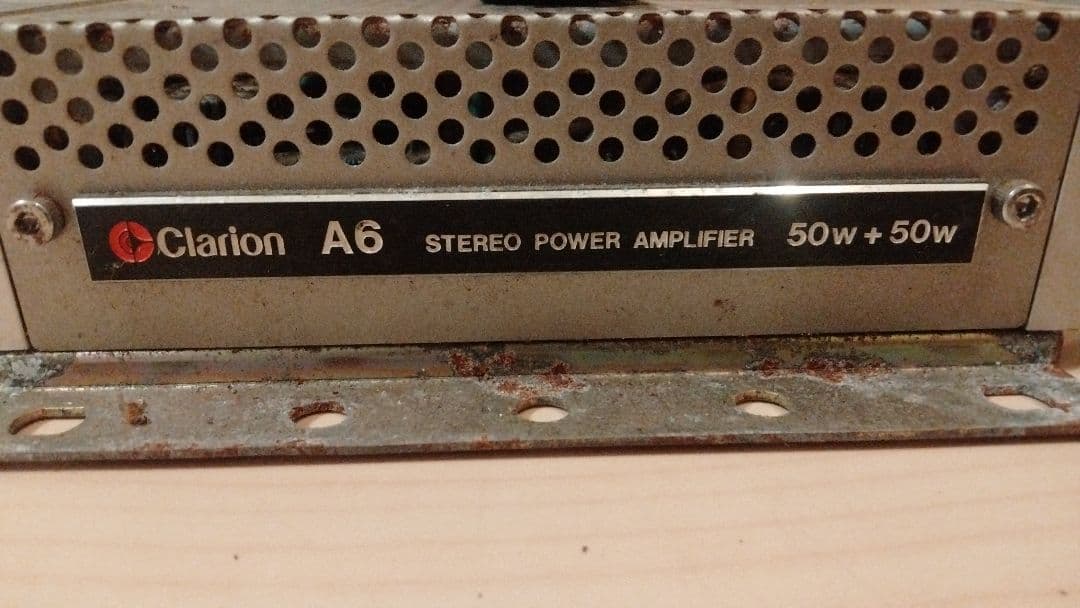 Clarion A6 STEREO POWER AMPLIFIER 50W + 50W